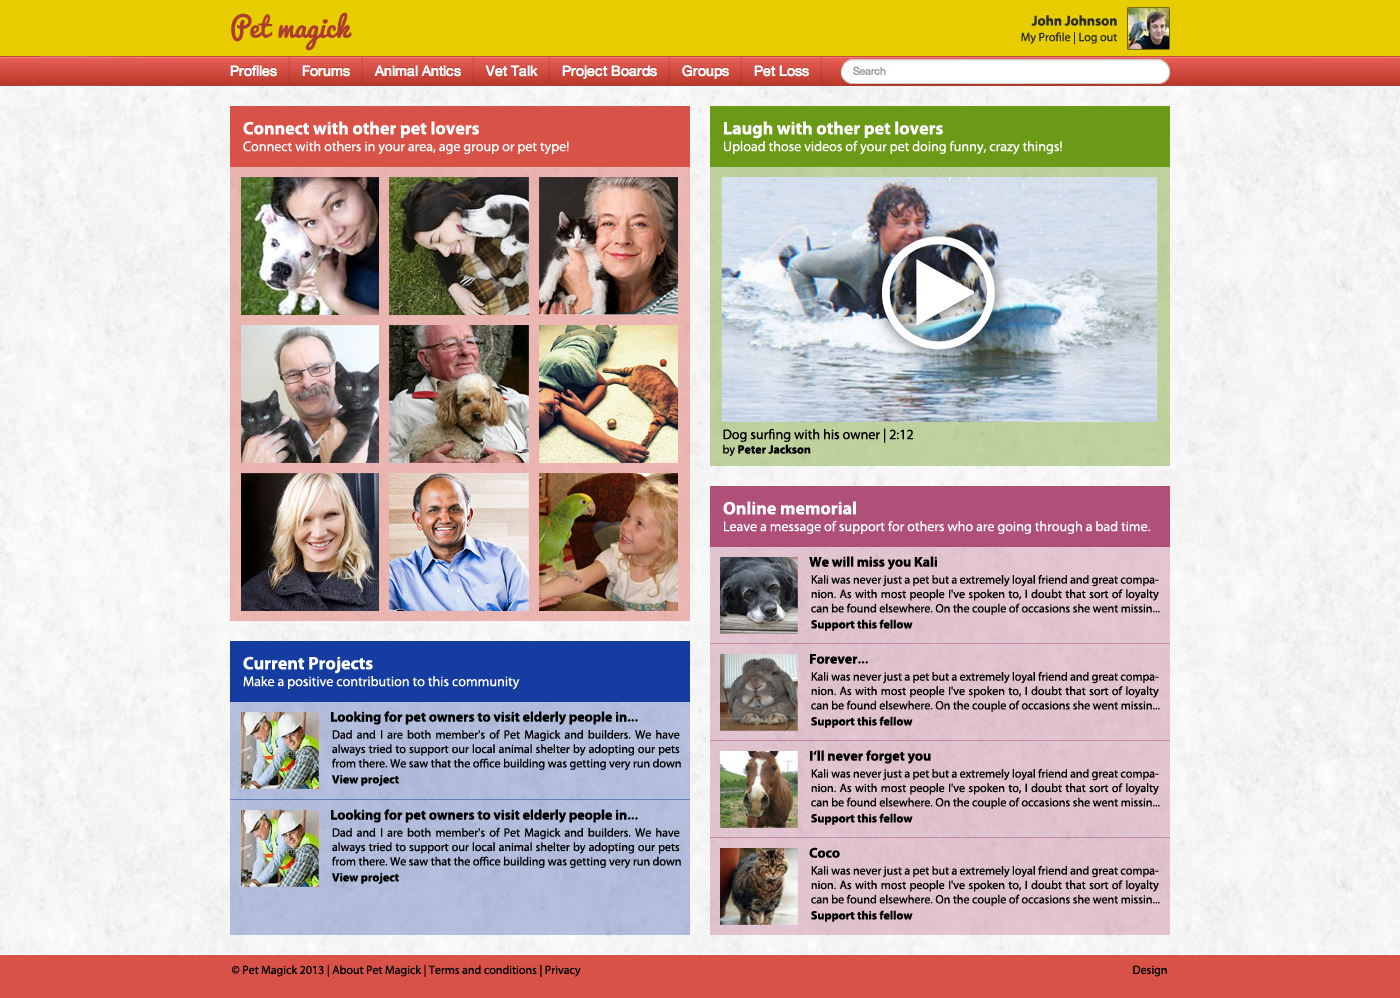 Pet magick
John Johnson
My Profile | Log out
Profiles
Forums
Animal Antics
Vet Talk
Project Boards
Groups
Pet Loss
Search
Connect with other pet lovers
Connect with others in your area, age group or pet type!
Laugh with other pet lovers
Upload those videos of your pet doing funny, crazy things!
Dog surfing with his owner | 2:12
by Peter Jackson
Online memorial
Leave a message of support for others who are going through a bad time.
We will miss you Kali
Kali was never just a pet but a extremely loyal friend and great compa-
nion. As with most people I've spoken to, I doubt that sort of loyalty
can be found elsewhere. On the couple of occasions she went missin...
Support this fellow
Forever...
Kali was never just a pet but a extremely loyal friend and great compa-
nion. As with most people I've spoken to, I doubt that sort of loyalty
can be found elsewhere. On the couple of occasions she went missin...
Support this fellow
I'll never forget you
Kali was never just a pet but a extremely loyal friend and great compa-
nion. As with most people I've spoken to, I doubt that sort of loyalty
can be found elsewhere. On the couple of occasions she went missin...
Support this fellow
Coco
Kali was never just a pet but a extremely loyal friend and great compa-
nion. As with most people I've spoken to, I doubt that sort of loyalty
can be found elsewhere. On the couple of occasions she went missin...
Support this fellow
Current Projects
Make a positive contribution to this community
Looking for pet owners to visit elderly people in...
Dad and I are both member's of Pet Magick and builders. We have
always tried to support our local animal shelter by adopting our pets
from there. We saw that the office building was getting very run down
View project
Looking for pet owners to visit elderly people in...
Dad and I are both member's of Pet Magick and builders. We have
always tried to support our local animal shelter by adopting our pets
from there. We saw that the office building was getting very run down
View project
© Pet Magick 2013 | About Pet Magick | Terms and conditions | Privacy
Design